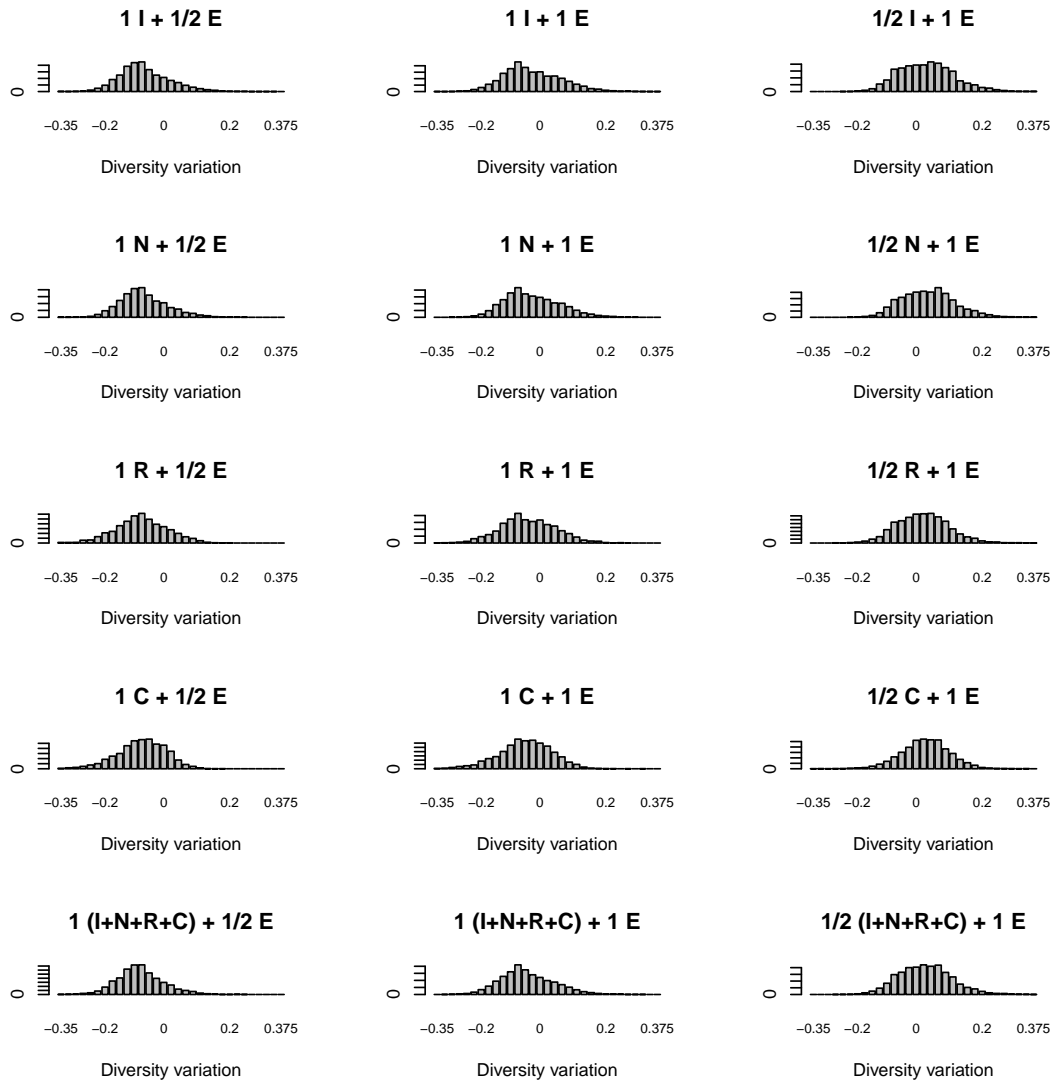 1 I + 1/2 E 1 I + 1 E 1/2 I + 1 E
0 0 0
−0.35 −0.2 0 0.2 0.375 −0.35 −0.2 0 0.2 0.375 −0.35 −0.2 0 0.2 0.375
Diversity variation Diversity variation Diversity variation
1 N + 1/2 E 1 N + 1 E 1/2 N + 1 E
0 0 0
−0.35 −0.2 0 0.2 0.375 −0.35 −0.2 0 0.2 0.375 −0.35 −0.2 0 0.2 0.375
Diversity variation Diversity variation Diversity variation
1 R + 1/2 E 1 R + 1 E 1/2 R + 1 E
0 0 0
−0.35 −0.2 0 0.2 0.375 −0.35 −0.2 0 0.2 0.375 −0.35 −0.2 0 0.2 0.375
Diversity variation Diversity variation Diversity variation
1 C + 1/2 E 1 C + 1 E 1/2 C + 1 E
0 0 0
−0.35 −0.2 0 0.2 0.375 −0.35 −0.2 0 0.2 0.375 −0.35 −0.2 0 0.2 0.375
Diversity variation Diversity variation Diversity variation
1 (I+N+R+C) + 1/2 E 1 (I+N+R+C) + 1 E 1/2 (I+N+R+C) + 1 E
0 0 0
−0.35 −0.2 0 0.2 0.375 −0.35 −0.2 0 0.2 0.375 −0.35 −0.2 0 0.2 0.375
Diversity variation Diversity variation Diversity variation